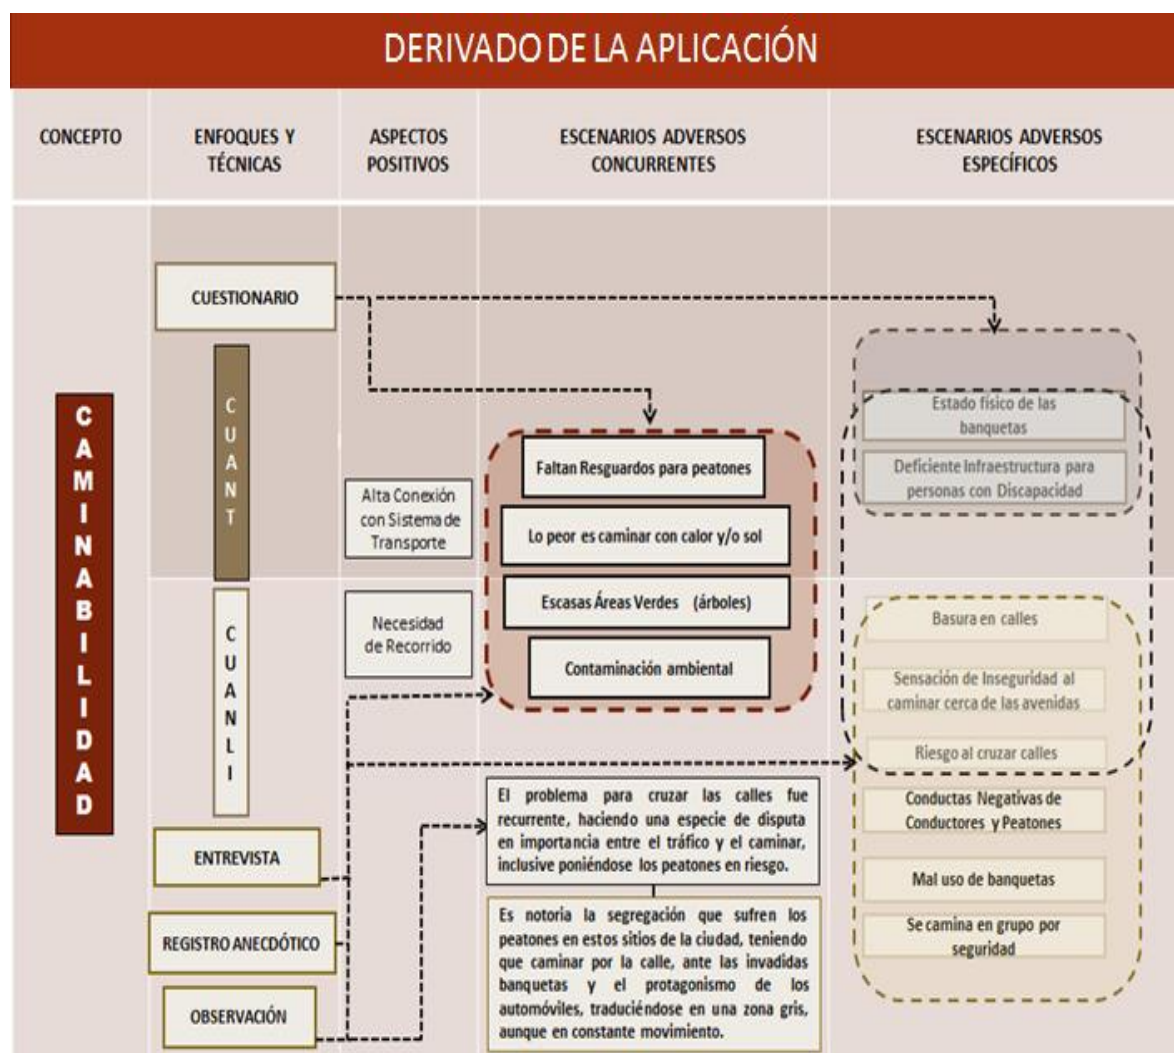 DERIVADO DE LA APLICACIÓN
CONCEPTO
ENFOQUES Y
TÉCNICAS
ASPECTOS
POSITIVOS
ESCENARIOS ADVERSOS
CONCURRENTES
ESCENARIOS ADVERSOS
ESPECÍFICOS
CAMINABILIDAD
CUESTIONARIO
CUANT
CUANLI
ENTREVISTA
REGISTRO ANECDÓTICO
OBSERVACIÓN
Alta Conexión
con Sistema de
Transporte
Necesidad
de Recorrido
Faltan Resguardos para peatones
Lo peor es caminar con calor y/o sol
Escasas Áreas Verdes (árboles)
Contaminación ambiental
El problema para cruzar las calles fue
recurrente, haciendo una especie de disputa
en importancia entre el tráfico y el caminar,
inclusive poniéndose los peatones en riesgo.
Es notoria la segregación que sufren los
peatones en estos sitios de la ciudad, teniendo
que caminar por la calle, ante las invadidas
banquetas y el protagonismo de los
automóviles, traduciéndose en una zona gris,
aunque en constante movimiento.
Estado físico de las
banquetas
Deficiente Infraestructura para
personas con Discapacidad
Basura en calles
Sensación de Inseguridad al
caminar cerca de las avenidas
Riesgo al cruzar calles
Conductas Negativas de
Conductores y Peatones
Mal uso de banquetas
Se camina en grupo por
seguridad